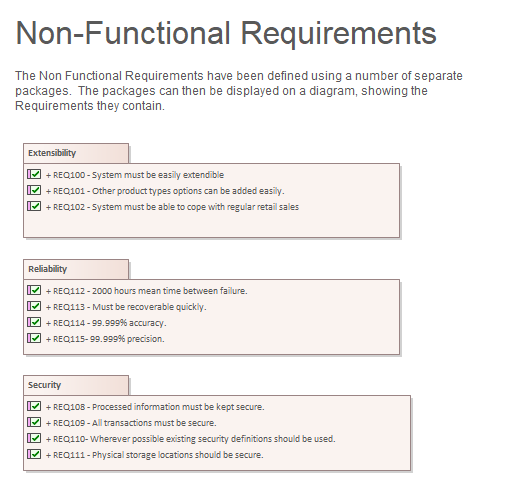 Non-Functional Requirements
The Non Functional Requirements have been defined using a number of separate
packages.  The packages can then be displayed on a diagram, showing the
Requirements they contain.
Extensibility
+ REQ100 - System must be easily extendible
+ REQ101 - Other product types options can be added easily.
+ REQ102 - System must be able to cope with regular retail sales
Reliability
+ REQ112 - 2000 hours mean time between failure.
+ REQ113 - Must be recoverable quickly.
+ REQ114 - 99.999% accuracy.
+ REQ115- 99.999% precision.
Security
+ REQ108 - Processed information must be kept secure.
+ REQ109 - All transactions must be secure.
+ REQ110- Wherever possible existing security definitions should be used.
+ REQ111 - Physical storage locations should be secure.